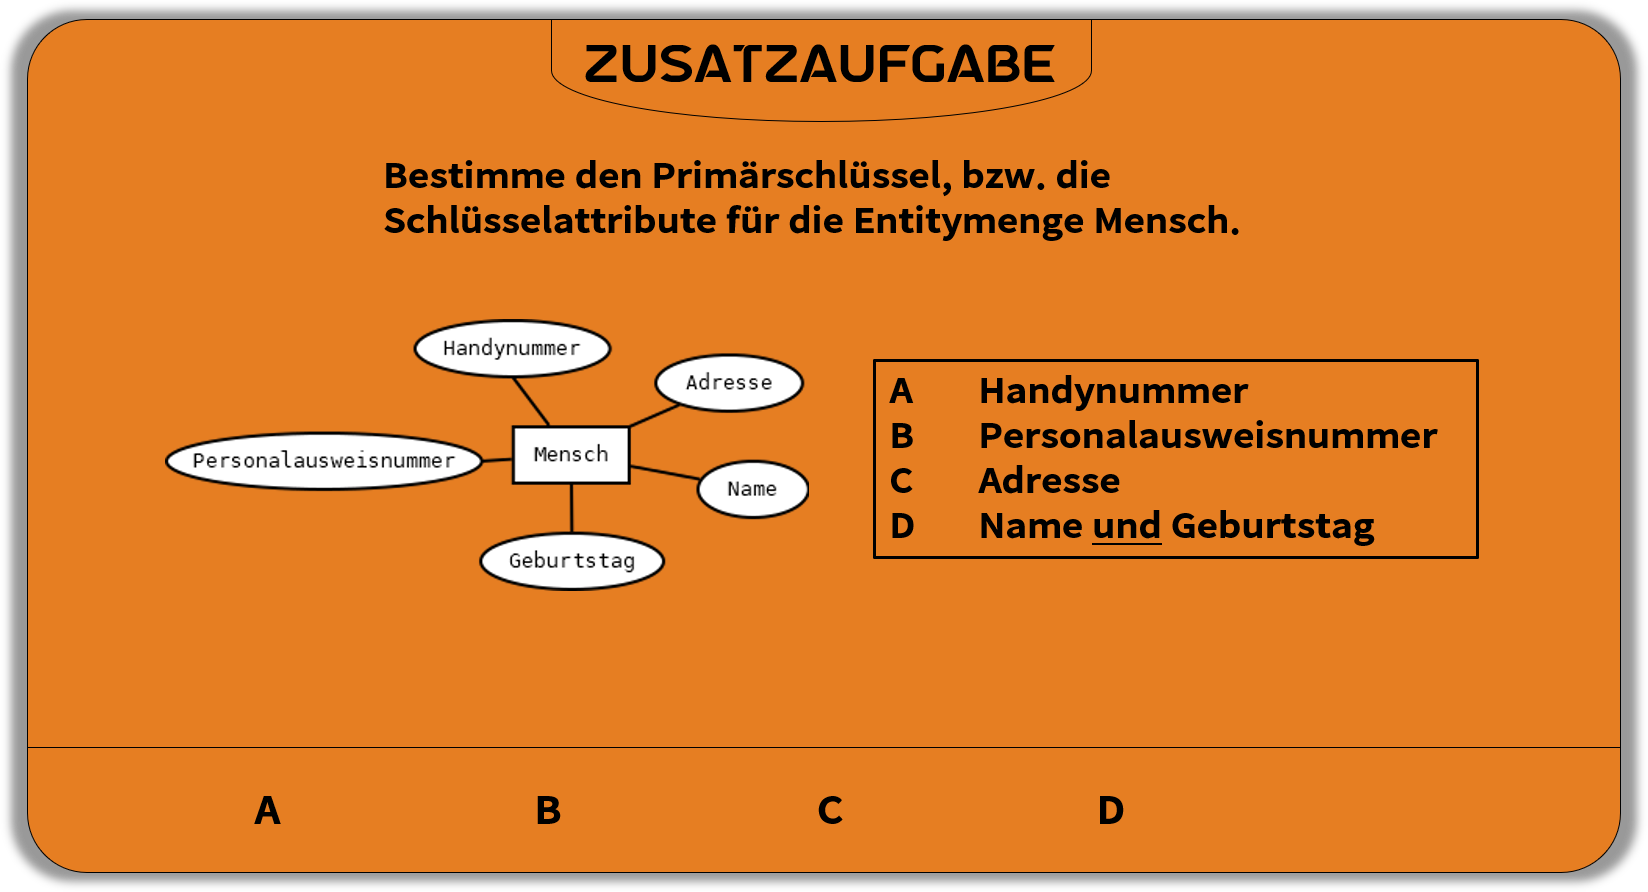 ZUSATZAUFGABE
Bestimme den Primärschlüssel, bzw. die
Schlüsselattribute für die Entitymenge Mensch.
Handynummer
Adresse
Personalausweisnummer
Mensch
Name
Geburtstag
A Handynummer
B Personalausweisnummer
C Adresse
D Name und Geburtstag
A B C D